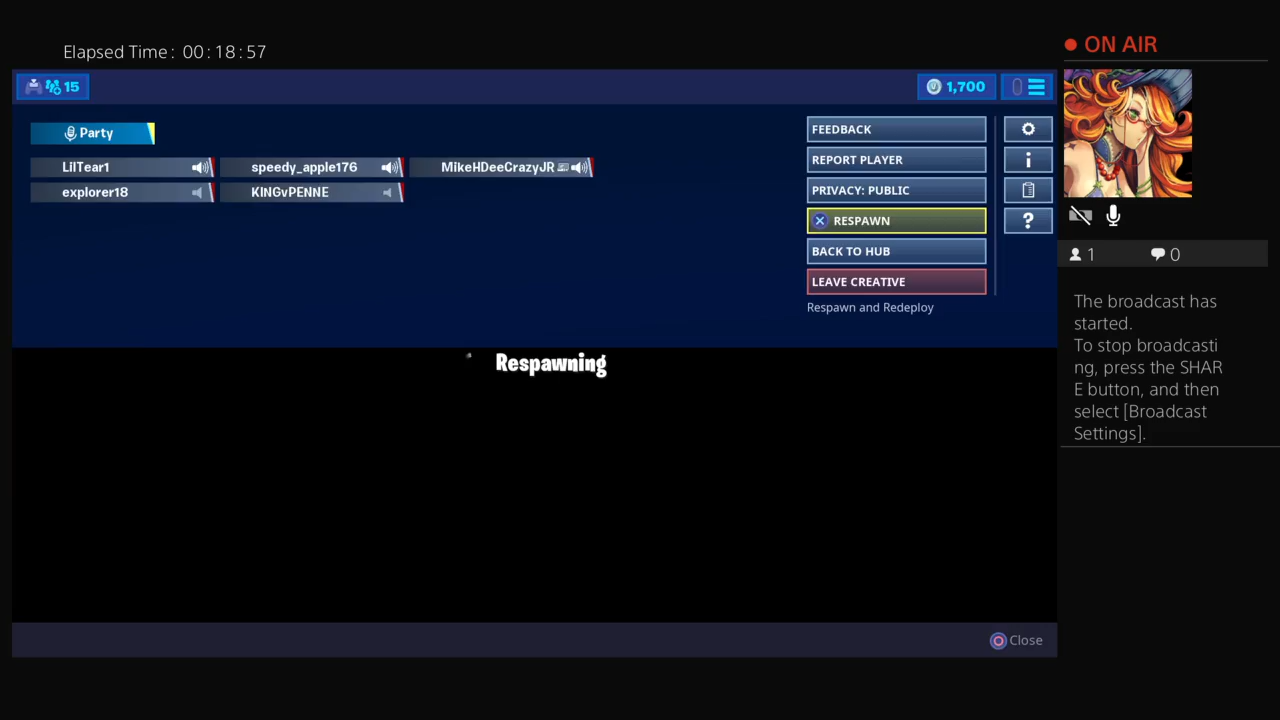 Elapsed Time: 00:18:57
ON AIR
15
1,700
Party
LilTear1
speedy_apple176
MikeHDeeCrazyJR
explorer18
KINGvPENNE
FEEDBACK
REPORT PLAYER
PRIVACY: PUBLIC
RESPAWN
BACK TO HUB
LEAVE CREATIVE
Respawn and Redeploy
i
?
Respawning
Close
1
0
The broadcast has
started.
To stop broadcasti
ng, press the SHAR
E button, and then
select [Broadcast
Settings].